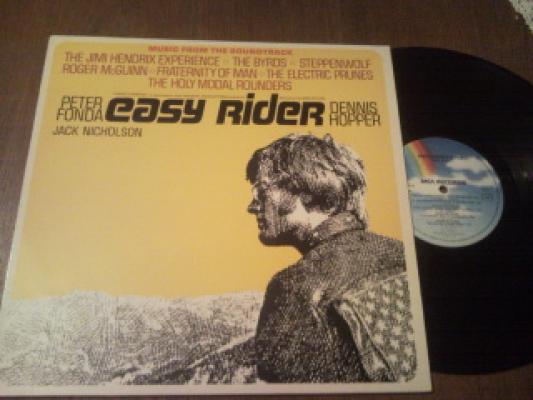 MUSIC FROM THE SOUNDTRACK
THE JIMI HENDRIX EXPERIENCE THE BYRDS STEPPENWOLF
ROGER McGUINN FRATERNITY OF MAN THE ELECTRIC PRUNES
THE HOLY MODAL ROUNDERS
PETER FONDA
easy Rider
DENNIS HOPPER
JACK NICHOLSON
MCA RECORDS